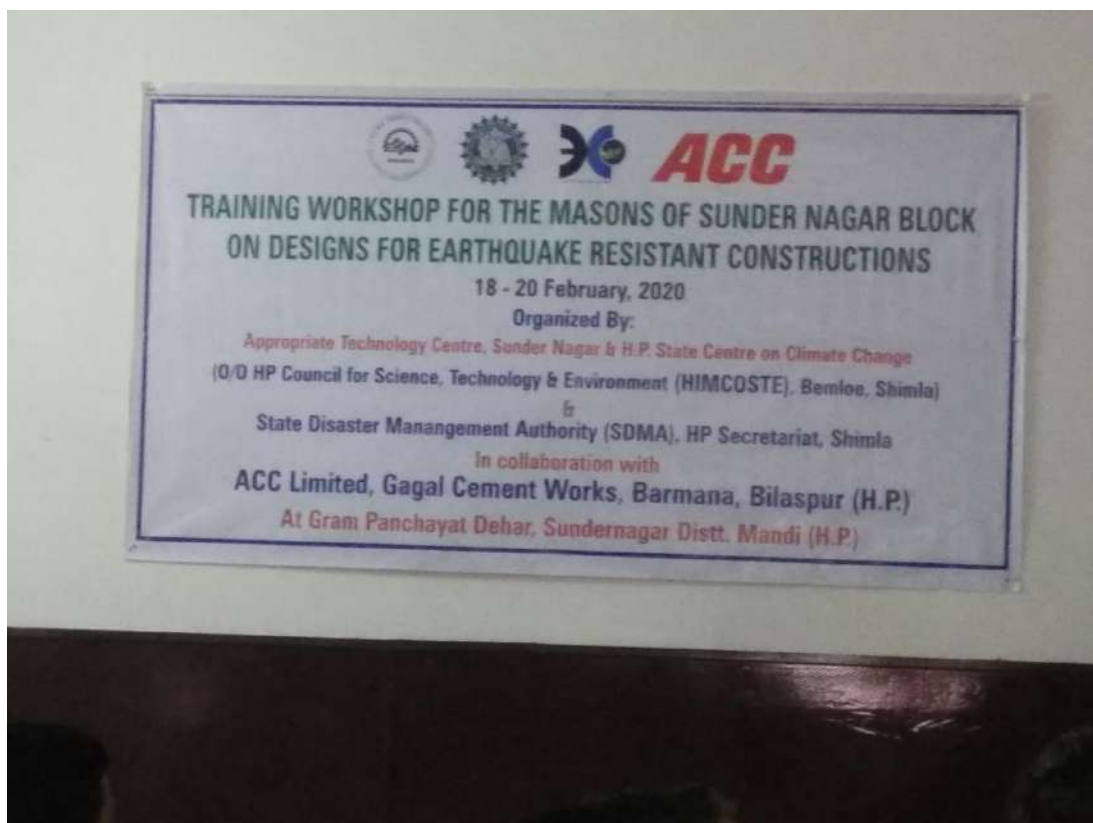 ACC
TRAINING WORKSHOP FOR THE MASONS OF SUNDER NAGAR BLOCK
ON DESIGNS FOR EARTHQUAKE RESISTANT CONSTRUCTIONS
18 - 20 February, 2020
Organized By:
Appropriate Technology Centre, Sunder Nagar & H.P. State Centre on Climate Change
(O/O HP Council for Science, Technology & Environment (HIMCOSTE), Bemloe, Shimla)
&
State Disaster Manangement Authority (SDMA), HP Secretariat, Shimla
In collaboration with
ACC Limited, Gagal Cement Works, Barmana, Bilaspur (H.P.)
At Gram Panchayat Dehar, Sundernagar Distt. Mandi (H.P.)